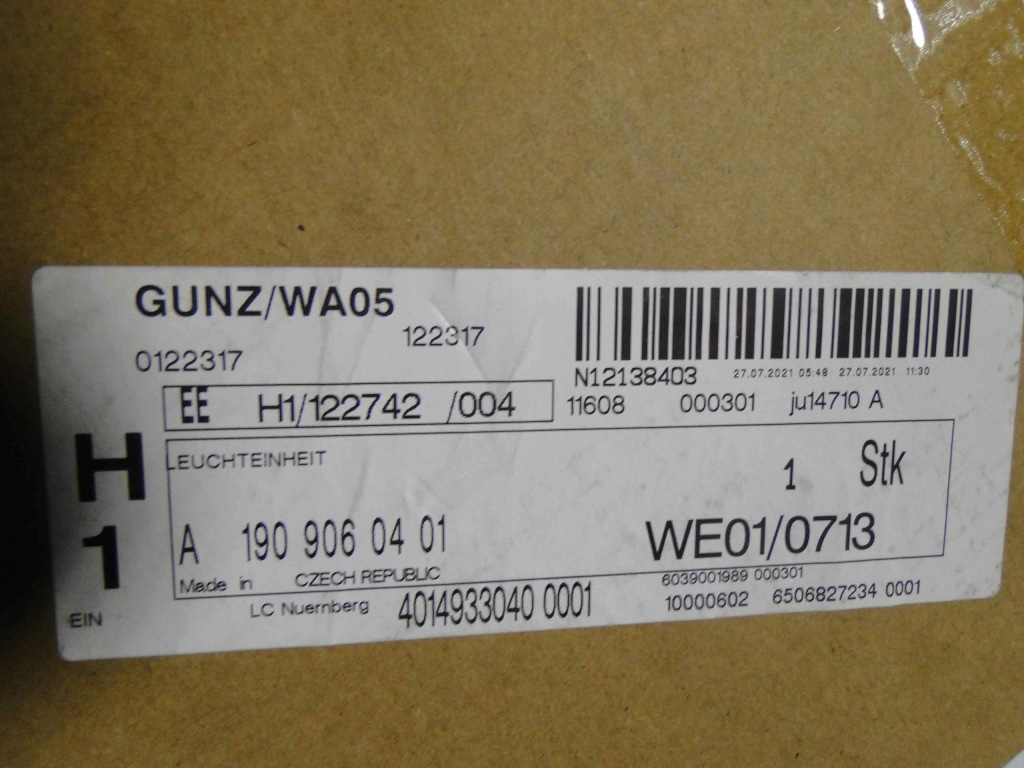 GUNZ/WA05
122317
0122317
N12138403 27.07.2021 05:48 27.07.2021 11:30
EE H1/122742 /004
11608 000301 ju14710 A
H
1
EIN
LEUCHTEINHEIT
1 Stk
A 190 906 04 01
WE01/0713
Made in CZECH REPUBLIC
6039001989 000301
LC Nuernberg 4014933040 0001
10000602 6506827234 0001